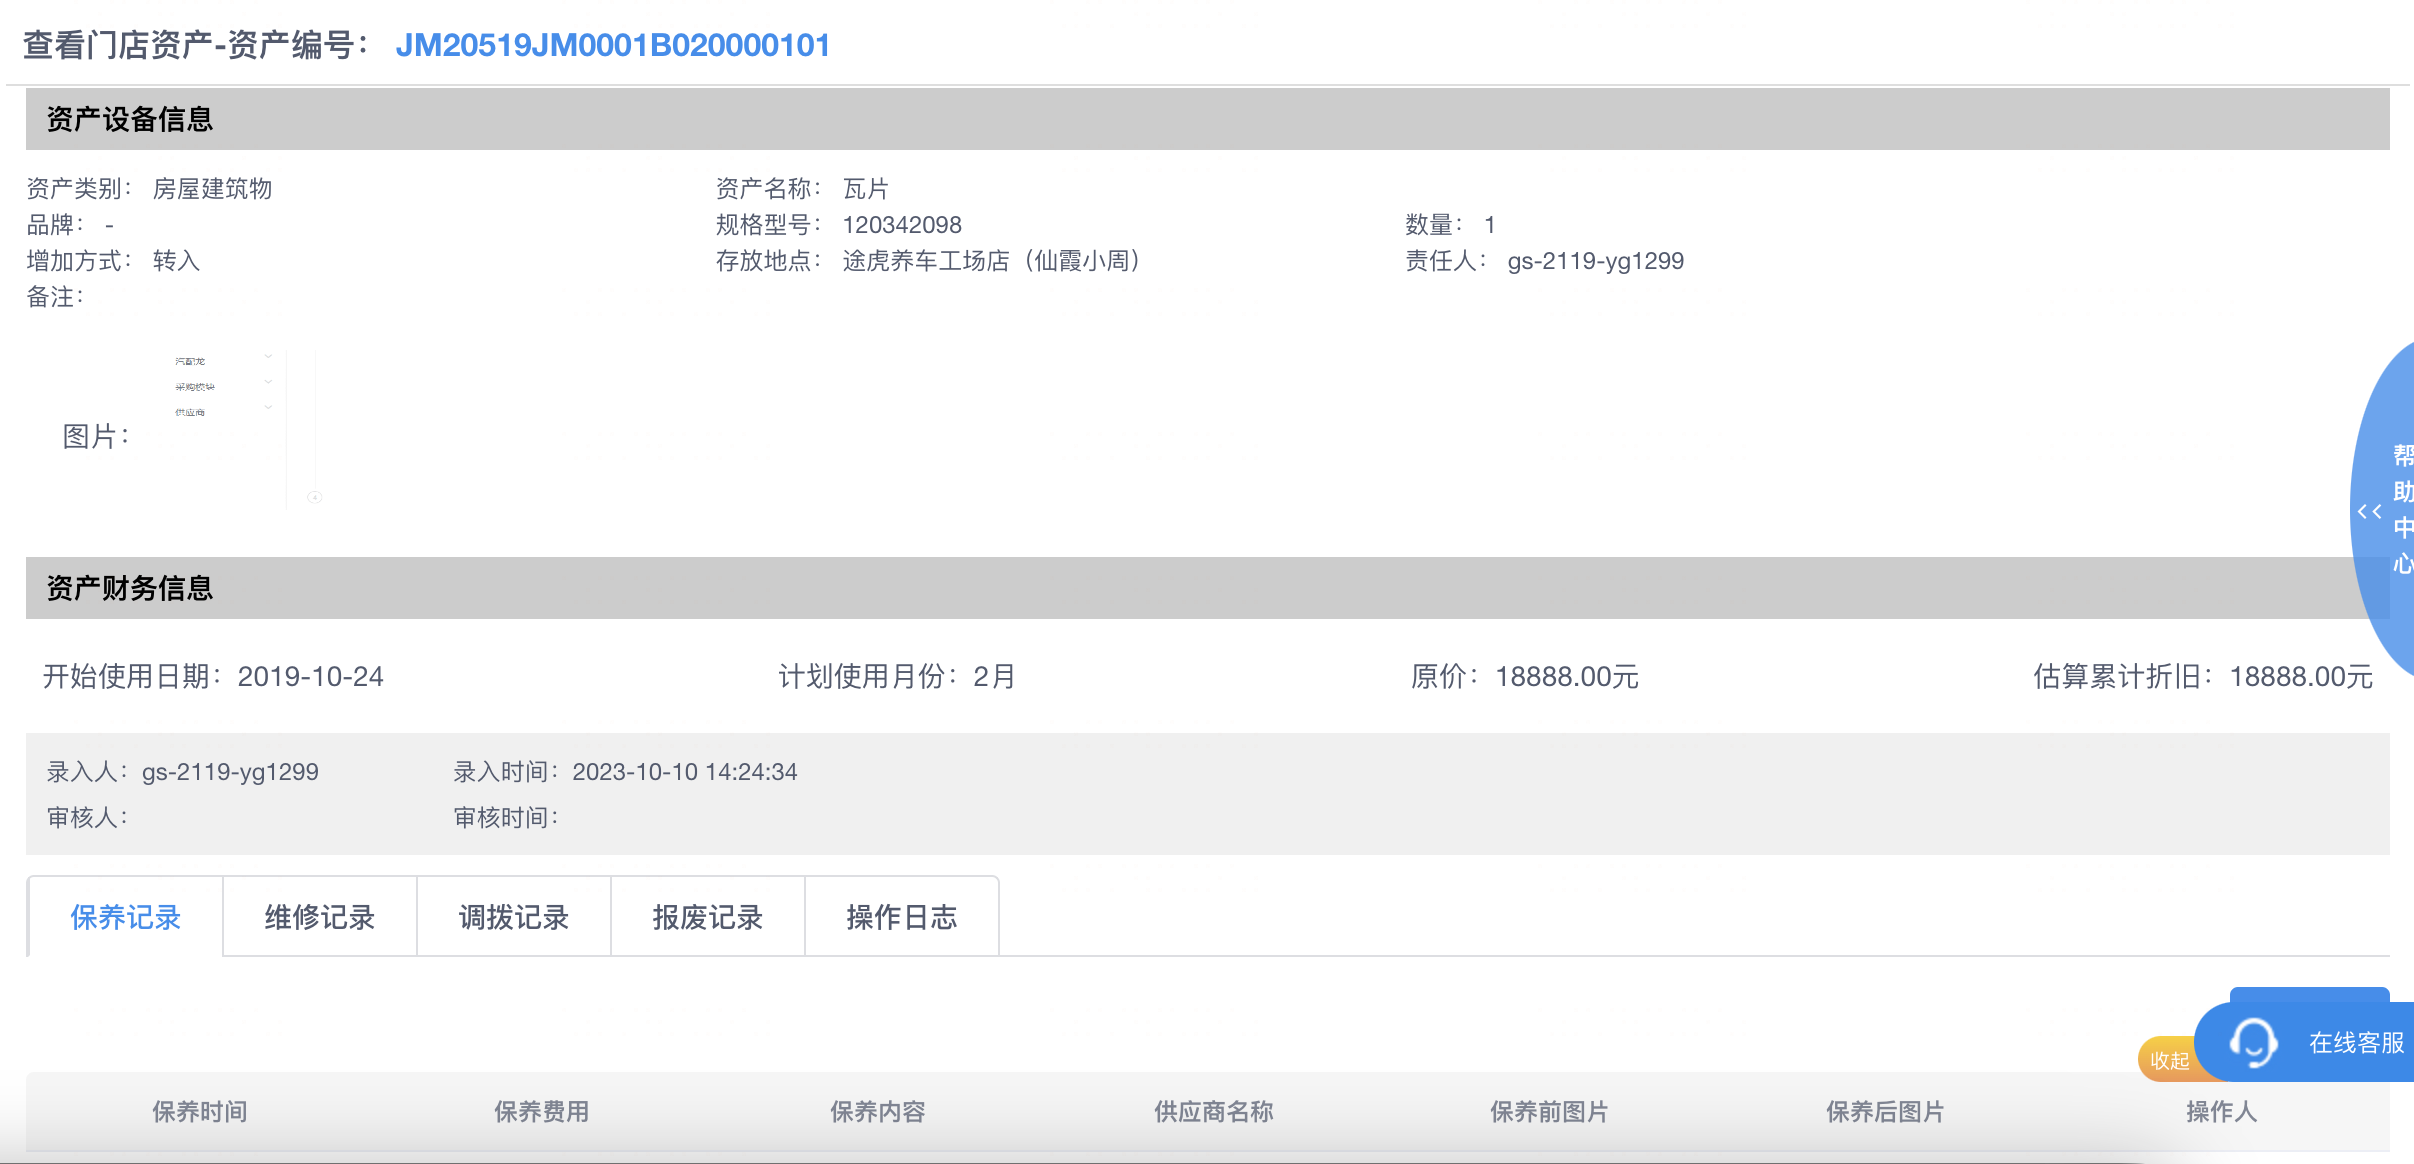 查看门店资产-资产编号： JM20519JM0001B020000101
资产设备信息
资产类别： 房屋建筑物 资产名称： 瓦片
品牌： - 规格型号： 120342098 数量： 1
增加方式： 转入 存放地点： 途虎养车工场店（仙霞小周） 责任人： gs-2119-yg1299
备注：
汽配龙
采购模块
供应商
图片：
帮助中心
资产财务信息
开始使用日期：2019-10-24 计划使用月份：2月 原价：18888.00元 估算累计折旧：18888.00元
录入人：gs-2119-yg1299 录入时间：2023-10-10 14:24:34
审核人： 审核时间：
保养记录 维修记录 调拨记录 报废记录 操作日志
收起 在线客服
保养时间 保养费用 保养内容 供应商名称 保养前图片 保养后图片 操作人